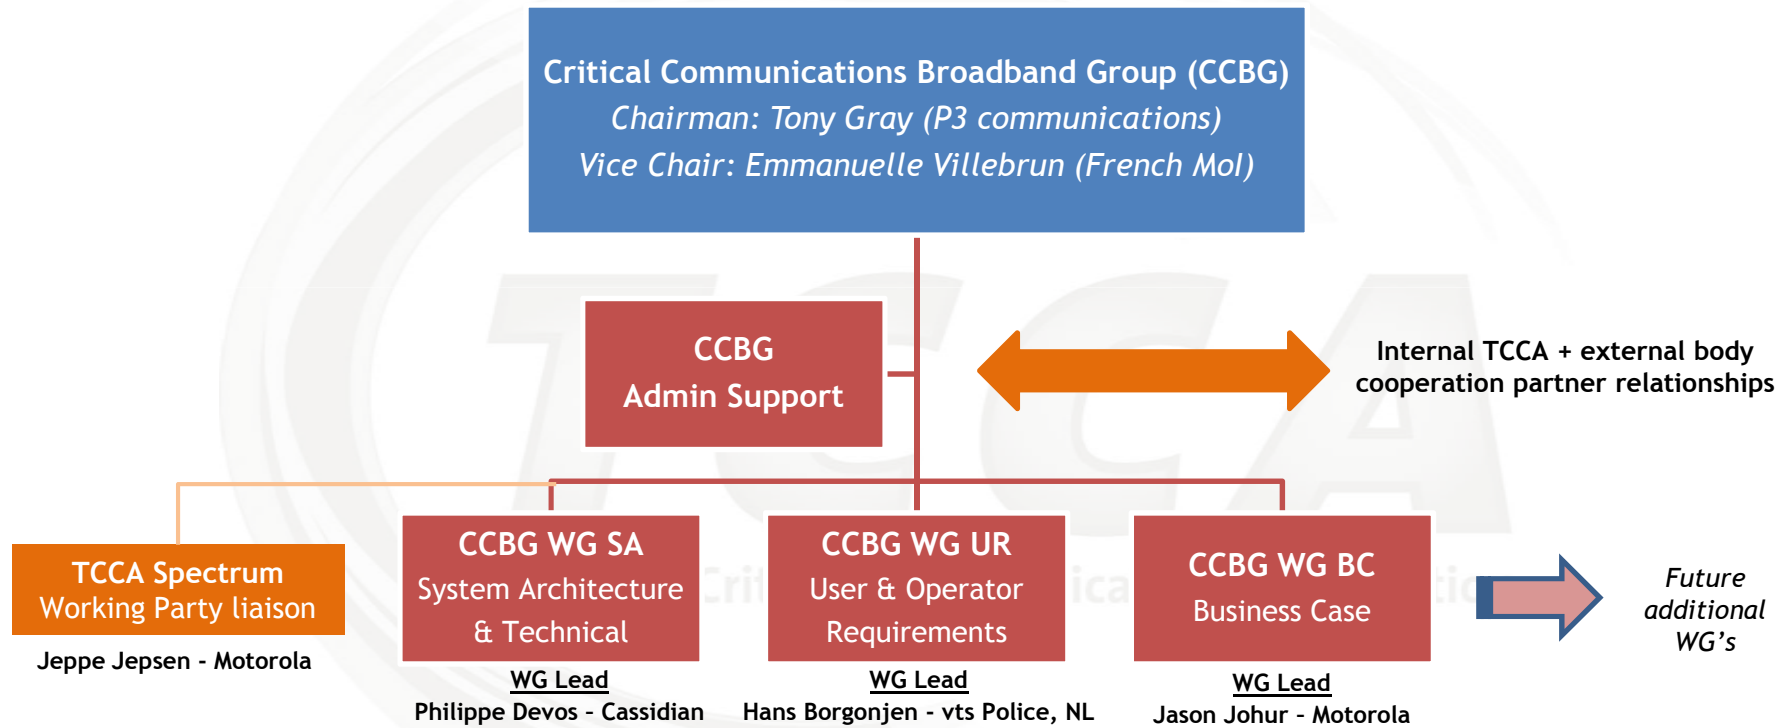 Critical Communications Broadband Group (CCBG)
Chairman: Tony Gray (P3 communications)
Vice Chair: Emmanuelle Villebrun (French MoI)
CCBG
Admin Support
Internal TCCA + external body
cooperation partner relationships
TCCA Spectrum
Working Party liaison
Jeppe Jepsen - Motorola
CCBG WG SA
System Architecture
& Technical
WG Lead
Philippe Devos – Cassidian
CCBG WG UR
User & Operator
Requirements
WG Lead
Hans Borgonjen - vts Police, NL
CCBG WG BC
Business Case
WG Lead
Jason Johur – Motorola
Future
additional
WG’s
TCCA